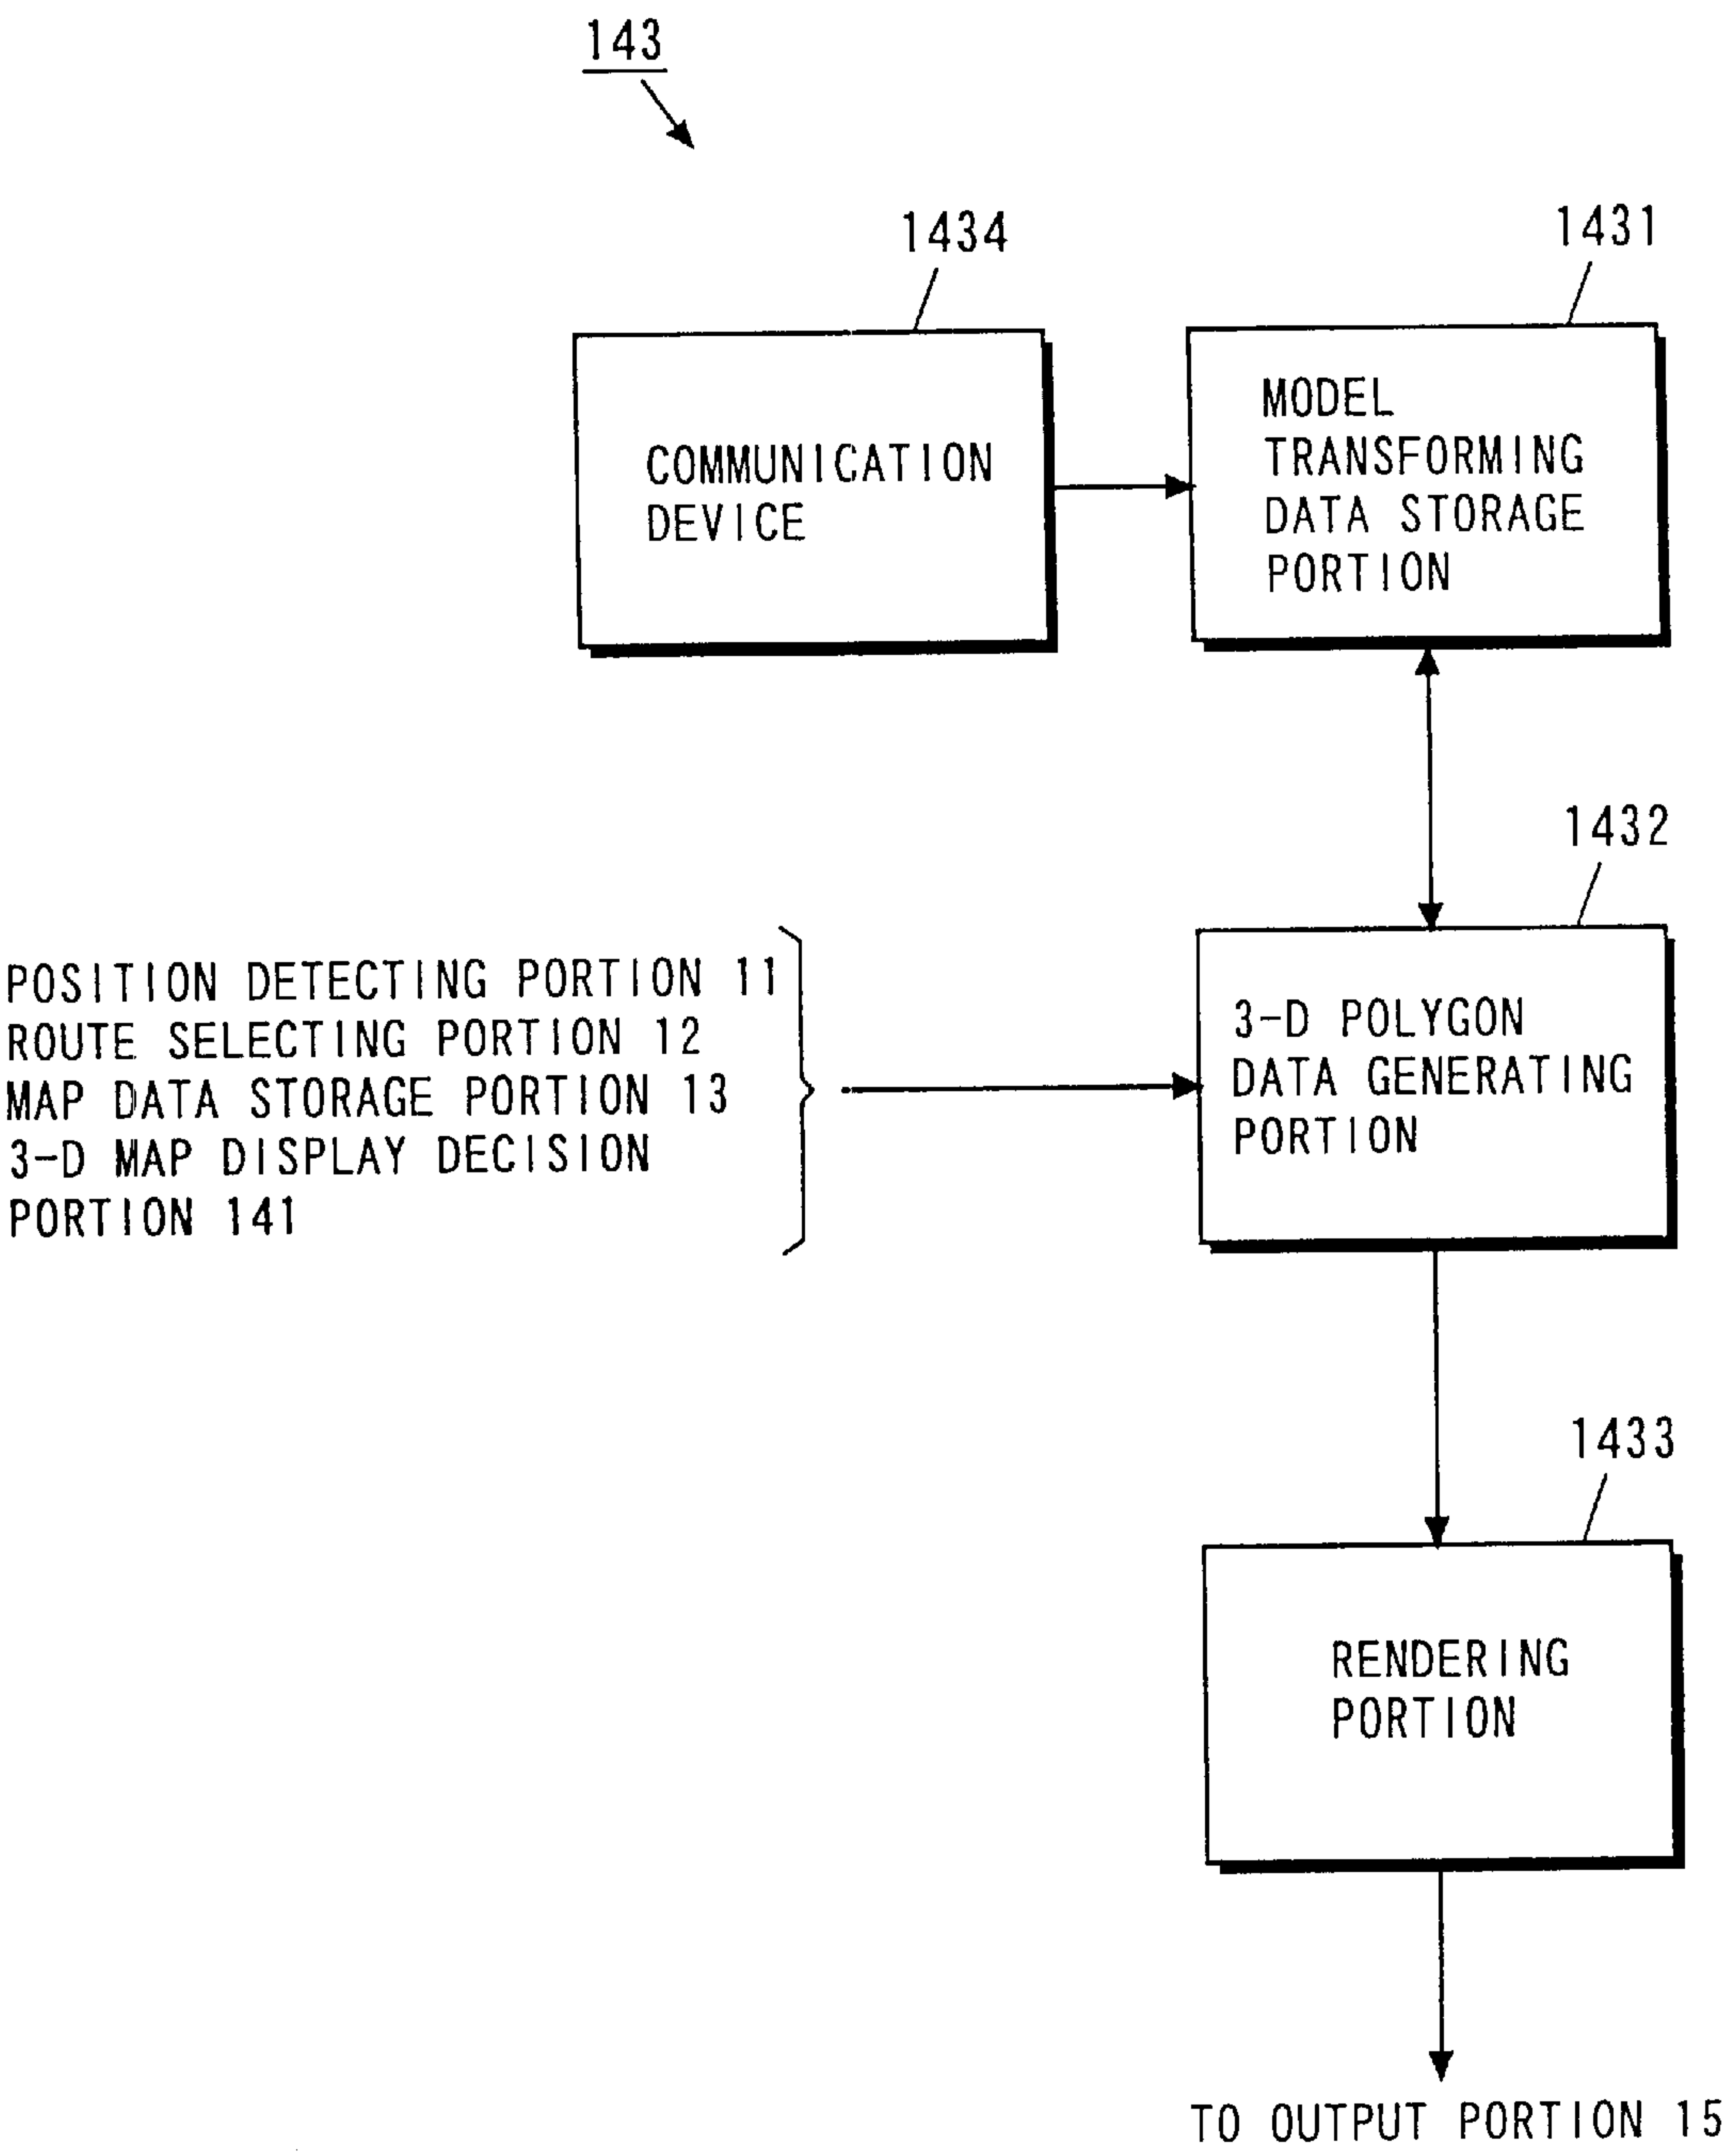 143
1434
1431
COMMUNICATION
DEVICE
MODEL
TRANSFORMING
DATA STORAGE
PORTION
1432
POSITION DETECTING PORTION 11
ROUTE SELECTING PORTION 12
MAP DATA STORAGE PORTION 13
3-D MAP DISPLAY DECISION
PORTION 141
3-D POLYGON
DATA GENERATING
PORTION
1433
RENDERING
PORTION
TO OUTPUT PORTION 15